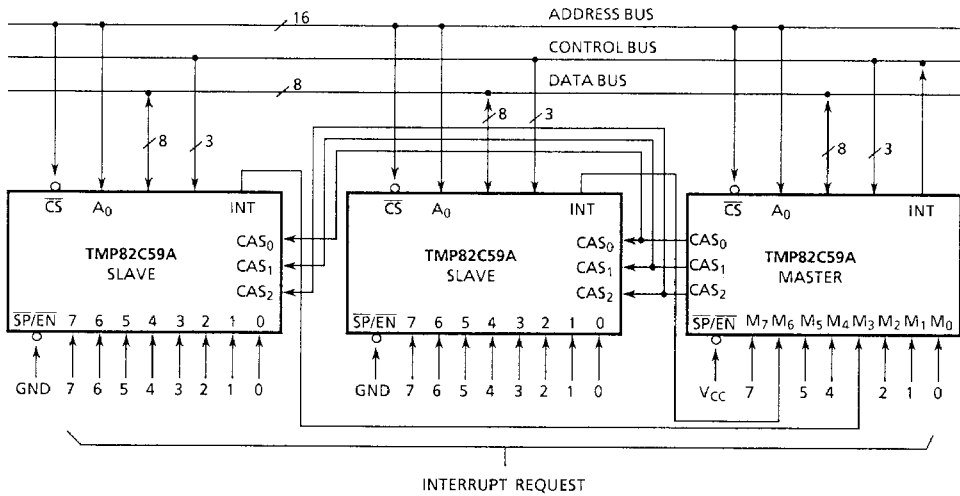 16 ADDRESS BUS
CONTROL BUS
8 DATA BUS
8 3 8 3 8 3
CS A0 INT CS A0 INT CS A0 INT
TMP82C59A
SLAVE
CAS0
CAS1
CAS2
TMP82C59A
SLAVE
CAS0
CAS1
CAS2
CAS0
CAS1
CAS2
TMP82C59A
MASTER
SP/EN 7 6 5 4 3 2 1 0 SP/EN 7 6 5 4 3 2 1 0 SP/EN M7 M6 M5 M4 M3 M2 M1 M0
GND 7 6 5 4 3 2 1 0 GND 7 6 5 4 3 2 1 0 VCC 7 5 4 2 1 0
INTERRUPT REQUEST